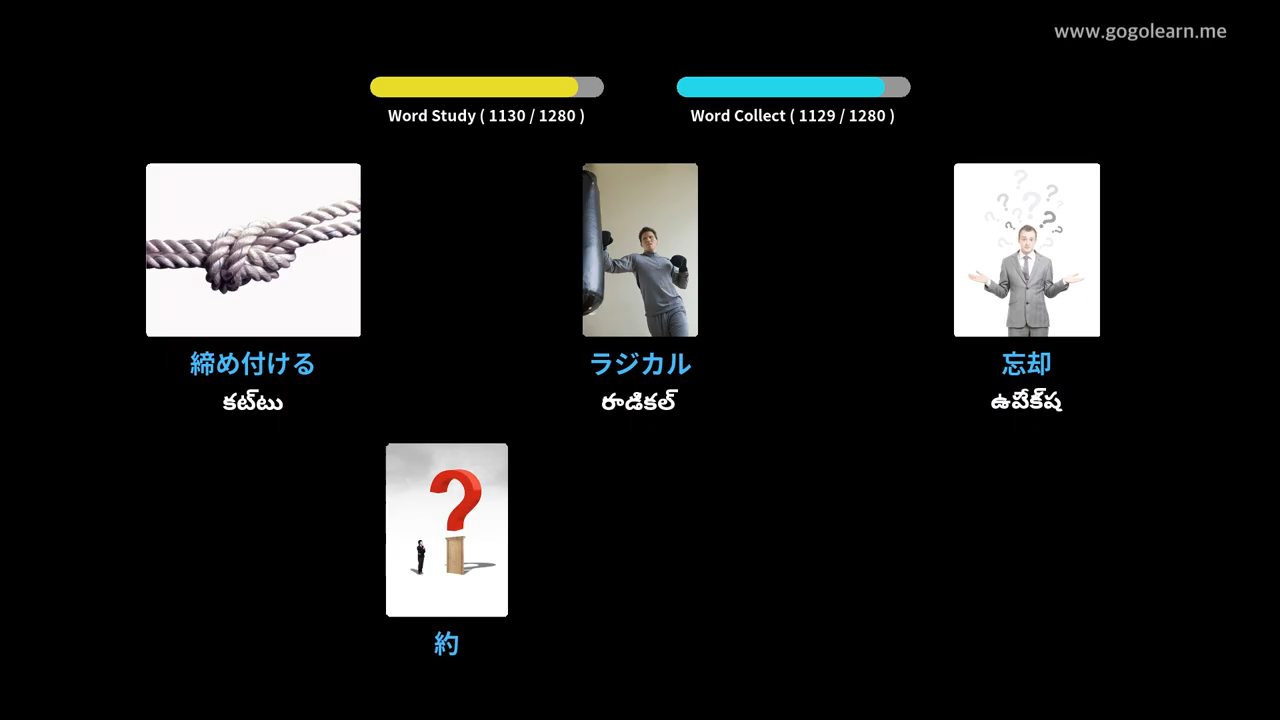 www.gogolearn.me
Word Study ( 1130 / 1280 )
Word Collect ( 1129 / 1280 )
締め付ける
ラジカル
忘却
కట్టు
రాడికల్
ఉపేక్ష
約